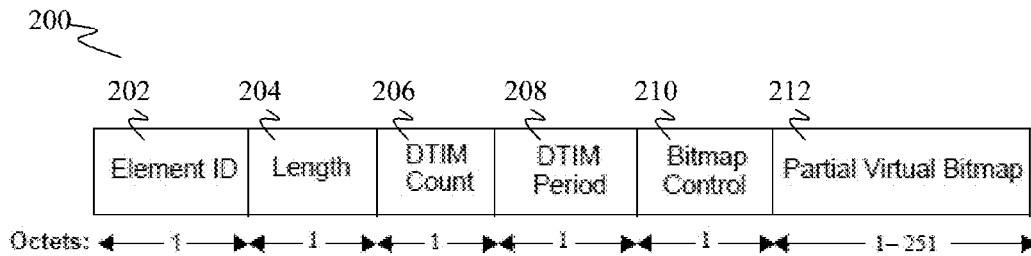 200
202 204 206 208 210 212
Element ID Length DTIM Count DTIM Period Bitmap Control Partial Virtual Bitmap
Octets: 1 1 1 1 1 1-251